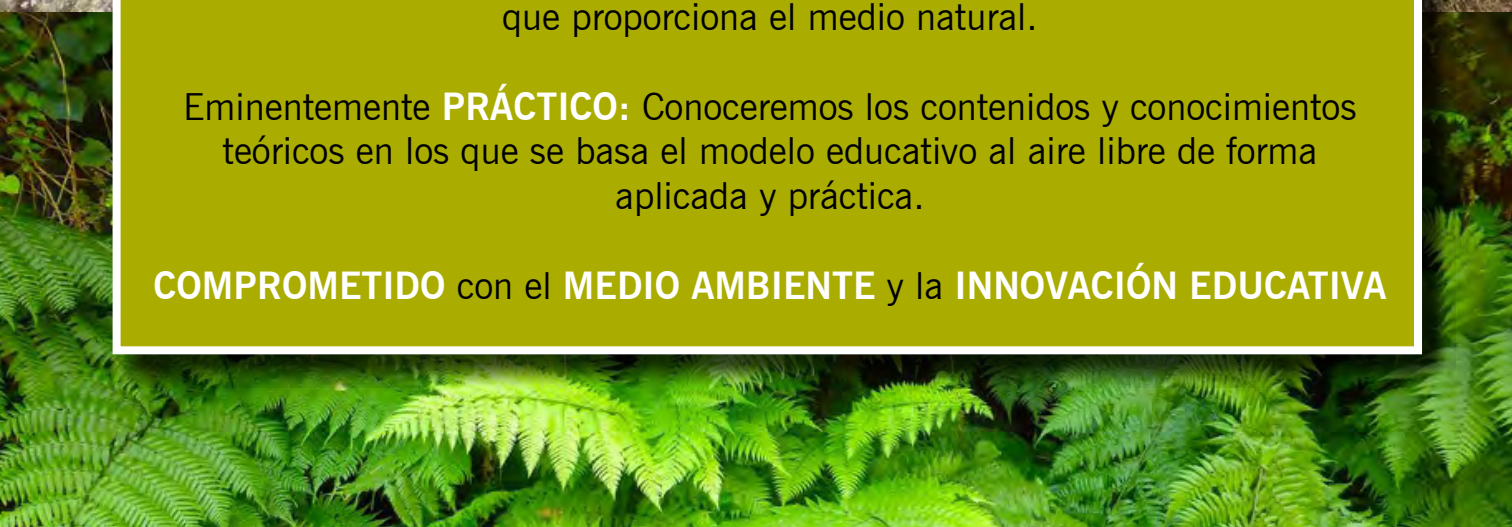 que proporciona el medio natural.
Eminentemente PRÁCTICO: Conoceremos los contenidos y conocimientos
teóricos en los que se basa el modelo educativo al aire libre de forma
aplicada y práctica.
COMPROMETIDO con el MEDIO AMBIENTE y la INNOVACIÓN EDUCATIVA